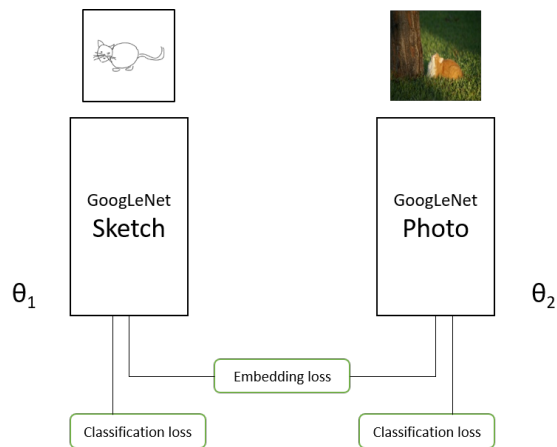 GoogLeNet
Sketch
GoogLeNet
Photo
θ1
θ2
Embedding loss
Classification loss
Classification loss